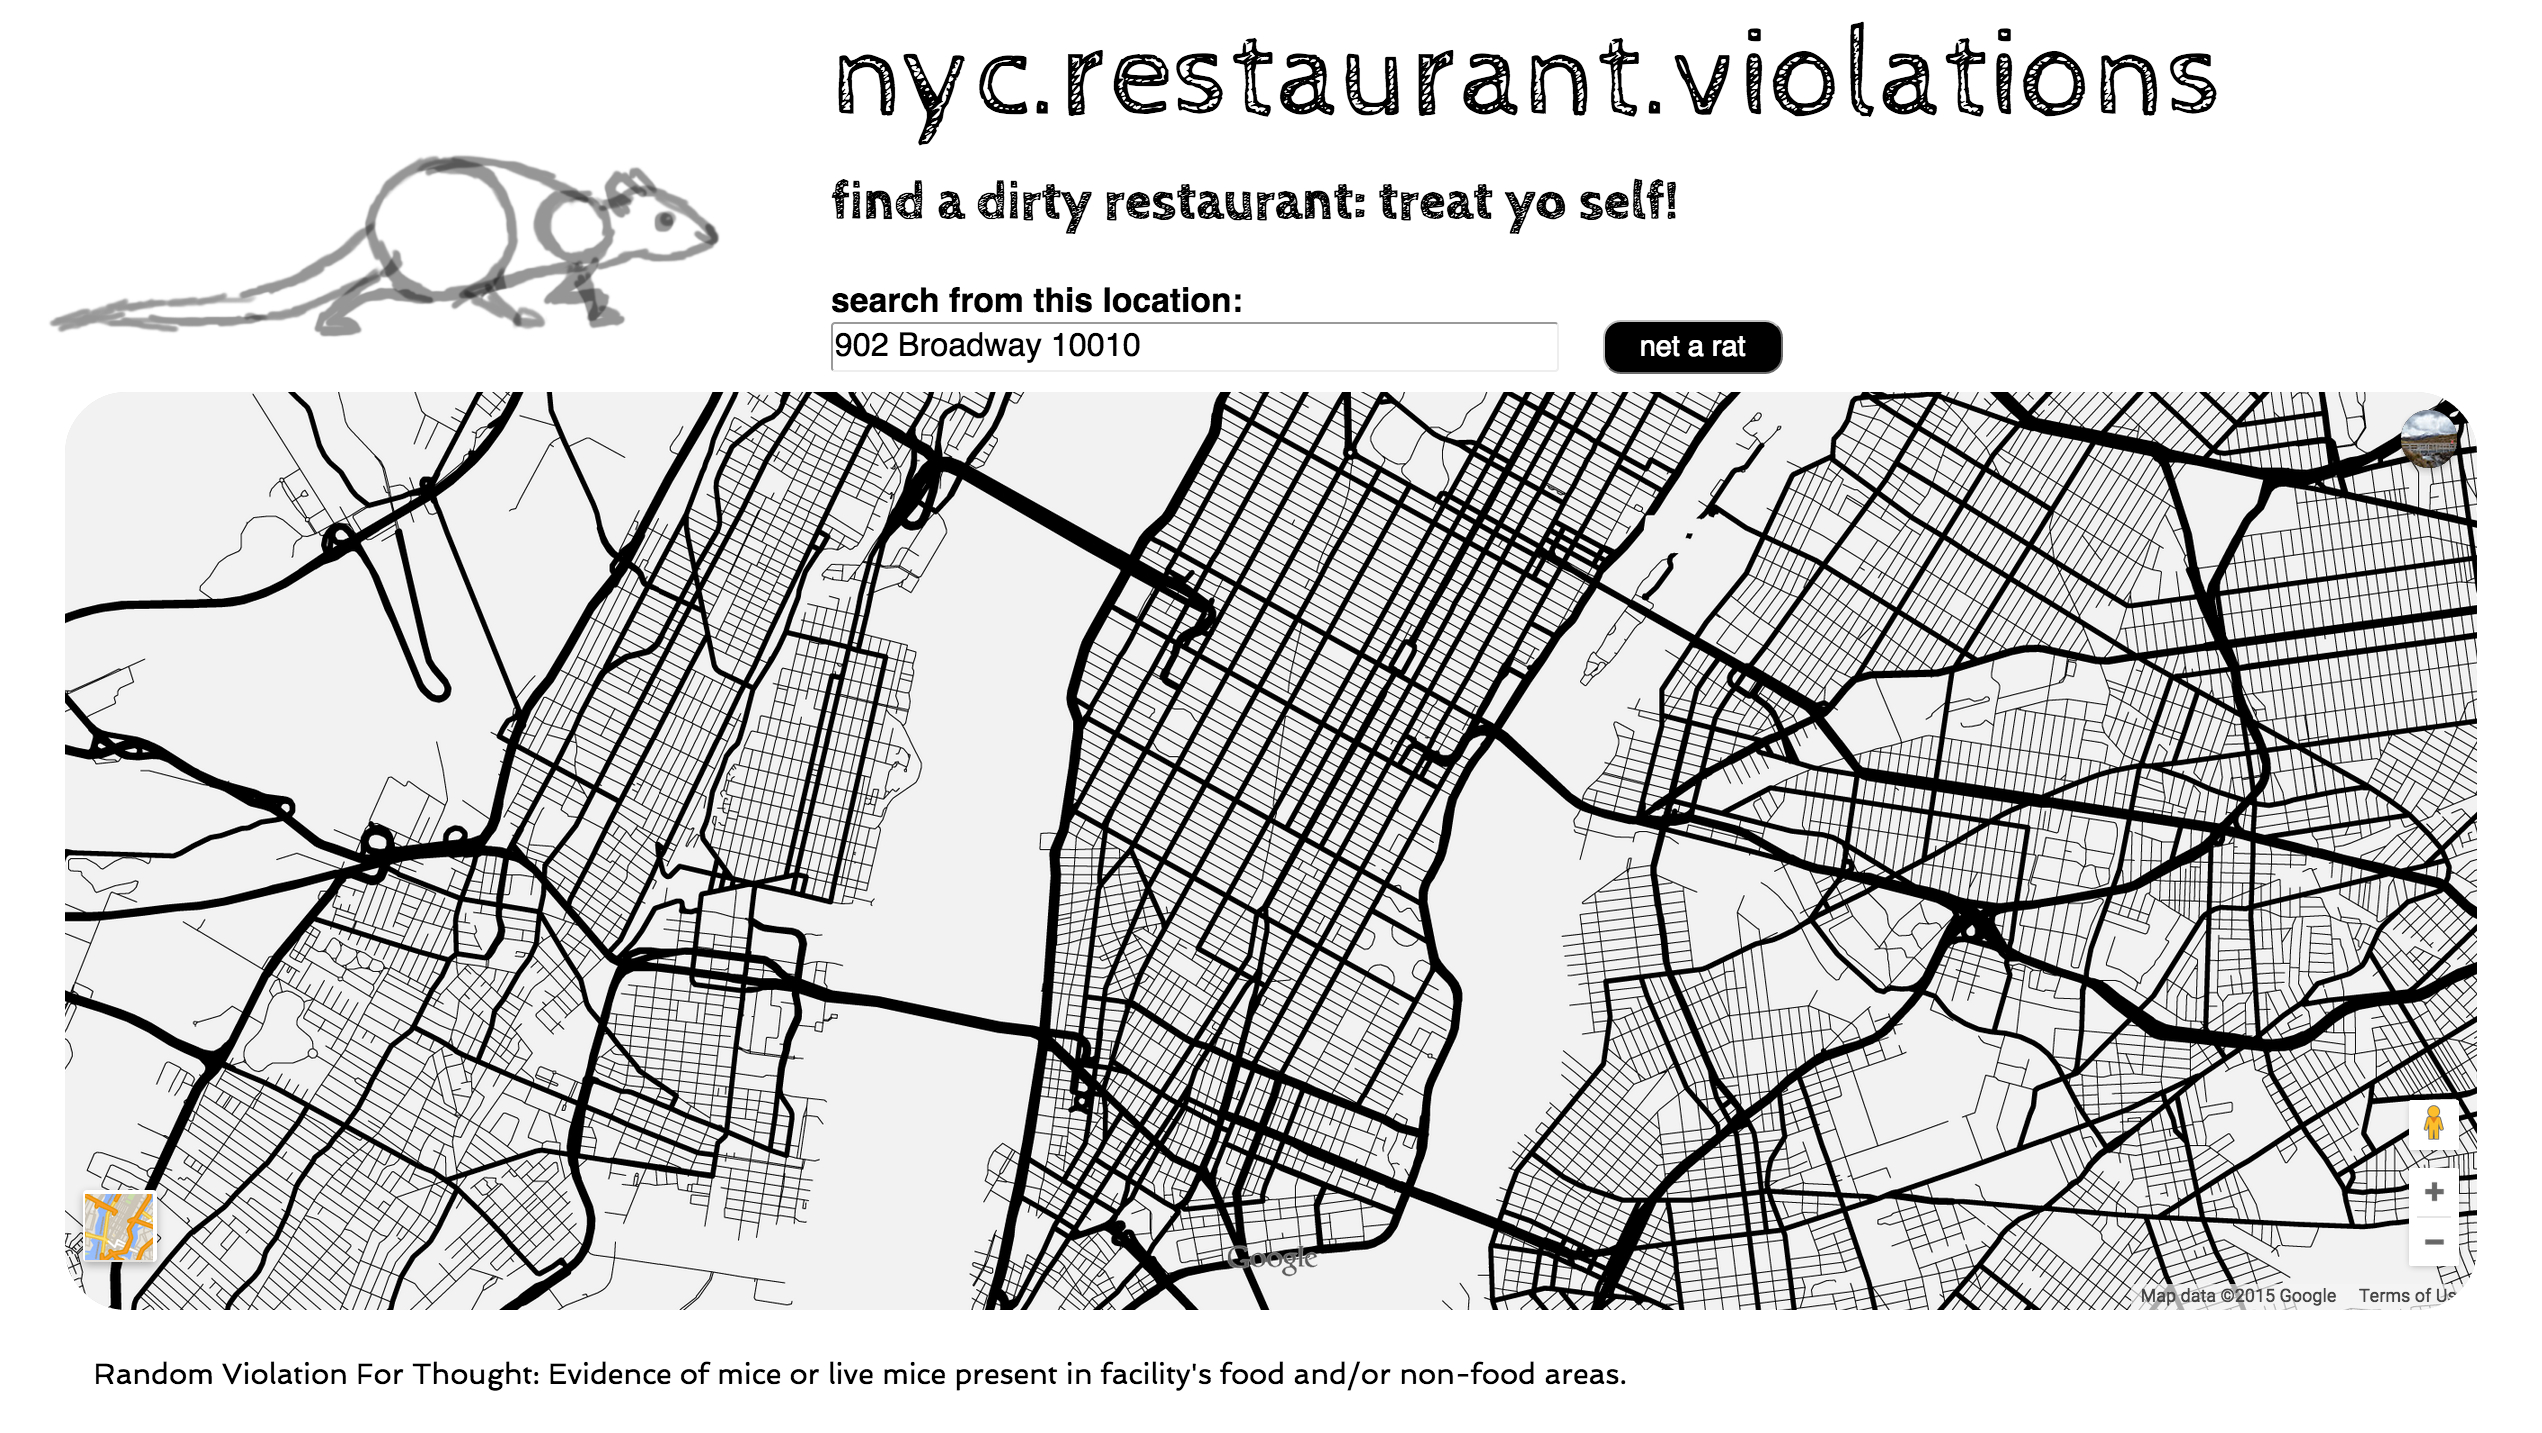 nyc.restaurant.violations
find a dirty restaurant: treat yo self!
search from this location:
902 Broadway 10010
net a rat
+
−
Google
Map data ©2015 Google Terms of Us
Random Violation For Thought: Evidence of mice or live mice present in facility's food and/or non-food areas.